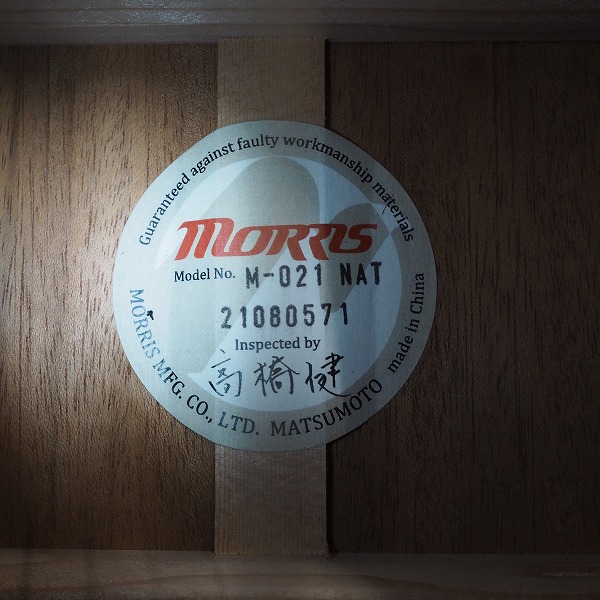 Guaranteed against faulty workmanship materials
MORRIS
Model No. M-021 NAT
21080571
Inspected by
高橋健
MORRIS MFG. CO., LTD. MATSUMOTO
made in China